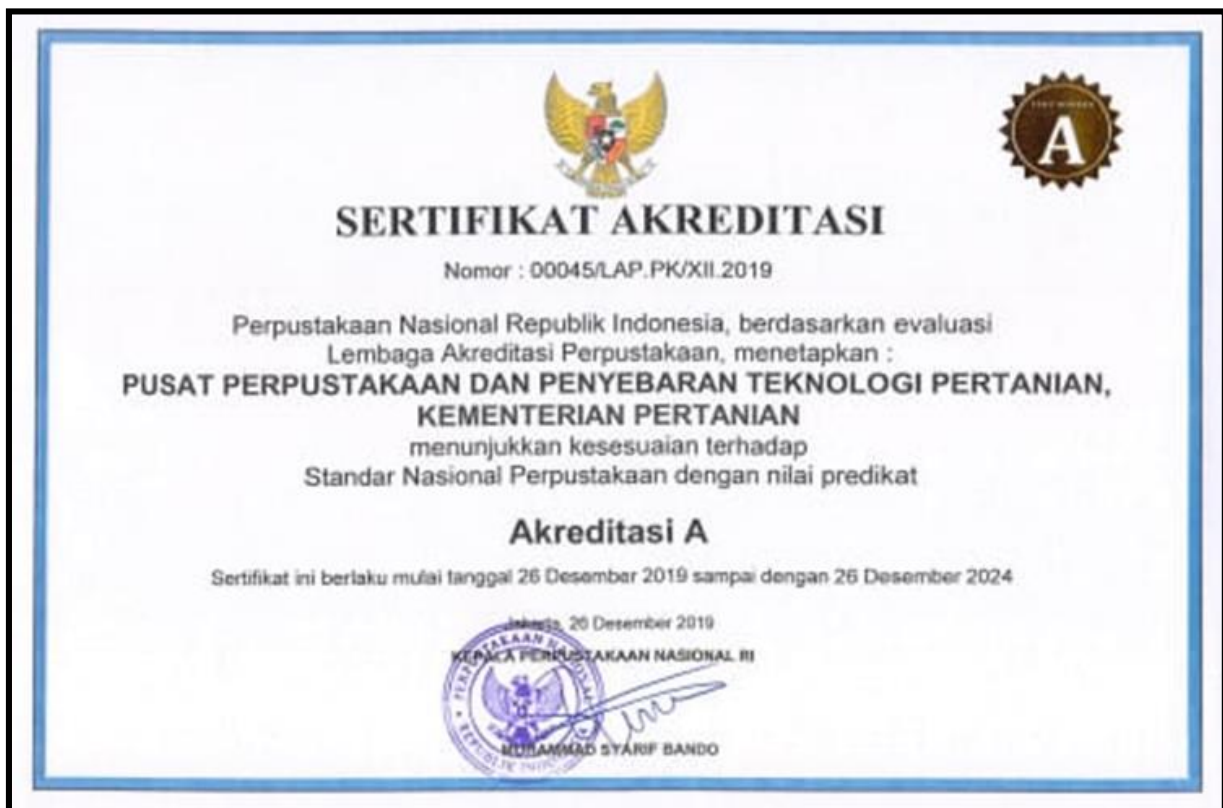 A
SERTIFIKAT AKREDITASI
Nomor : 00045/LAP.PK/XII.2019
Perpustakaan Nasional Republik Indonesia, berdasarkan evaluasi
Lembaga Akreditasi Perpustakaan, menetapkan :
PUSAT PERPUSTAKAAN DAN PENYEBARAN TEKNOLOGI PERTANIAN,
KEMENTERIAN PERTANIAN
menunjukkan kesesuaian terhadap
Standar Nasional Perpustakaan dengan nilai predikat
Akreditasi A
Sertifikat ini berlaku mulai tanggal 26 Desember 2019 sampai dengan 26 Desember 2024
Jakarta, 26 Desember 2019
KEPALA PERPUSTAKAAN NASIONAL RI
MUHAMMAD SYARIF BANDO